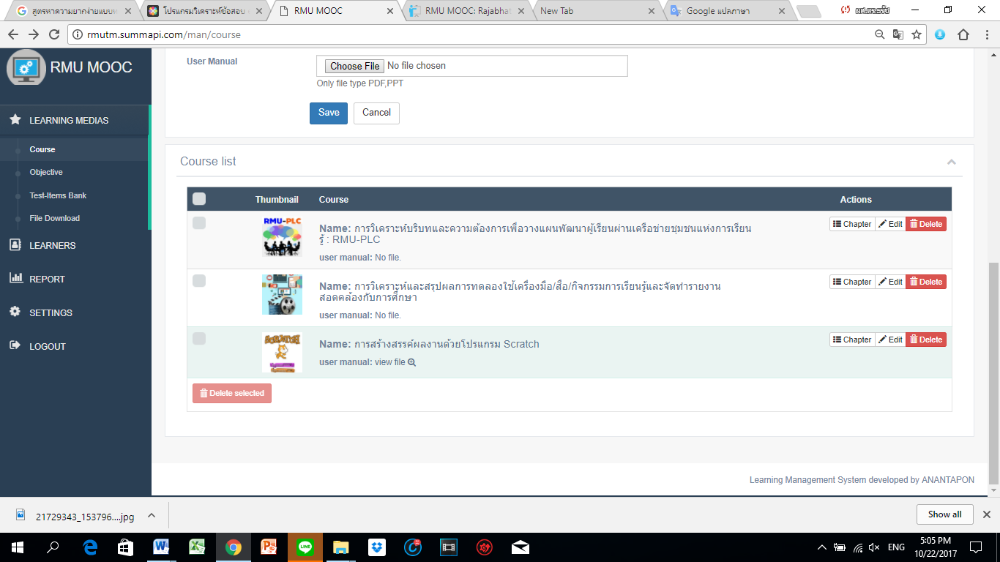 สูตรหาความยากง่ายแบบห
โปรแกรมวิเคราะห์ข้อสอบ
RMU MOOC
RMU MOOC: Rajabha
New Tab
Google แปลภาษา
rmutm.summapi.com/man/course
RMU MOOC
LEARNING MEDIAS
Course
Objective
Test-Items Bank
File Download
LEARNERS
REPORT
SETTINGS
LOGOUT
User Manual
Choose File No file chosen
Only file type PDF,PPT
Save Cancel
Course list
Thumbnail Course Actions
RMU-PLC
Name: การวิเคราะห์บริบทและความต้องการเพื่อวางแผนพัฒนาผู้เรียนผ่านเครือข่ายชุมชนแห่งการเรียน
รู้ : RMU-PLC
user manual: No file.
Chapter Edit Delete
Name: การวิเคราะห์และสรุปผลการทดลองใช้เครื่องมือ/สื่อ/กิจกรรมการเรียนรู้และจัดทำรายงาน
สอดคล้องกับการศึกษา
user manual: No file.
Chapter Edit Delete
SCRATCH
Name: การสร้างสรรค์ผลงานด้วยโปรแกรม Scratch
user manual: view file
Chapter Edit Delete
Delete selected
Learning Management System developed by ANANTAPON
21729343_153796....jpg
Show all
LINE
ENG
5:05 PM
10/22/2017